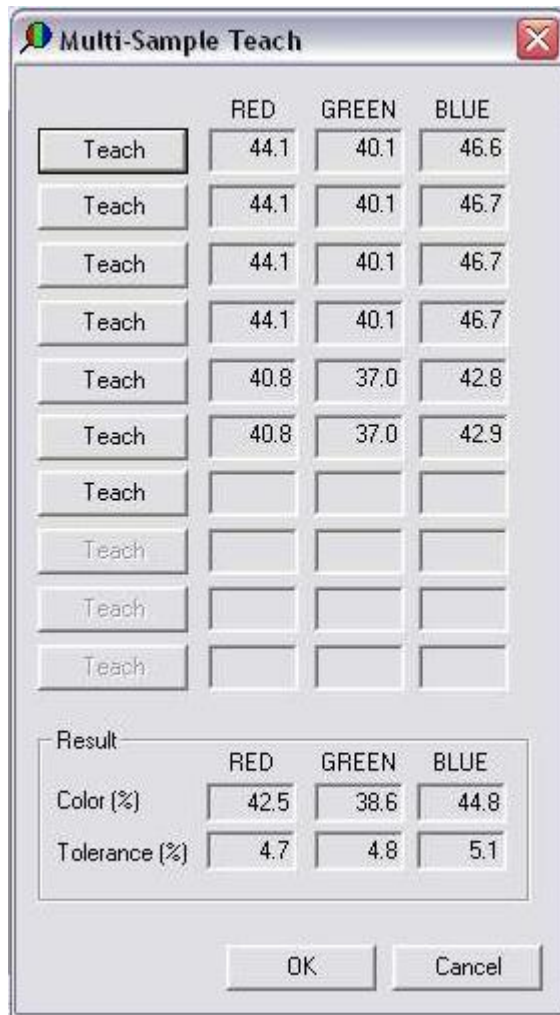 Multi-Sample Teach
RED GREEN BLUE
Teach 44.1 40.1 46.6
Teach 44.1 40.1 46.7
Teach 44.1 40.1 46.7
Teach 44.1 40.1 46.7
Teach 40.8 37.0 42.8
Teach 40.8 37.0 42.9
Teach
Teach
Teach
Teach
Result
RED GREEN BLUE
Color (%) 42.5 38.6 44.8
Tolerance (%) 4.7 4.8 5.1
OK Cancel